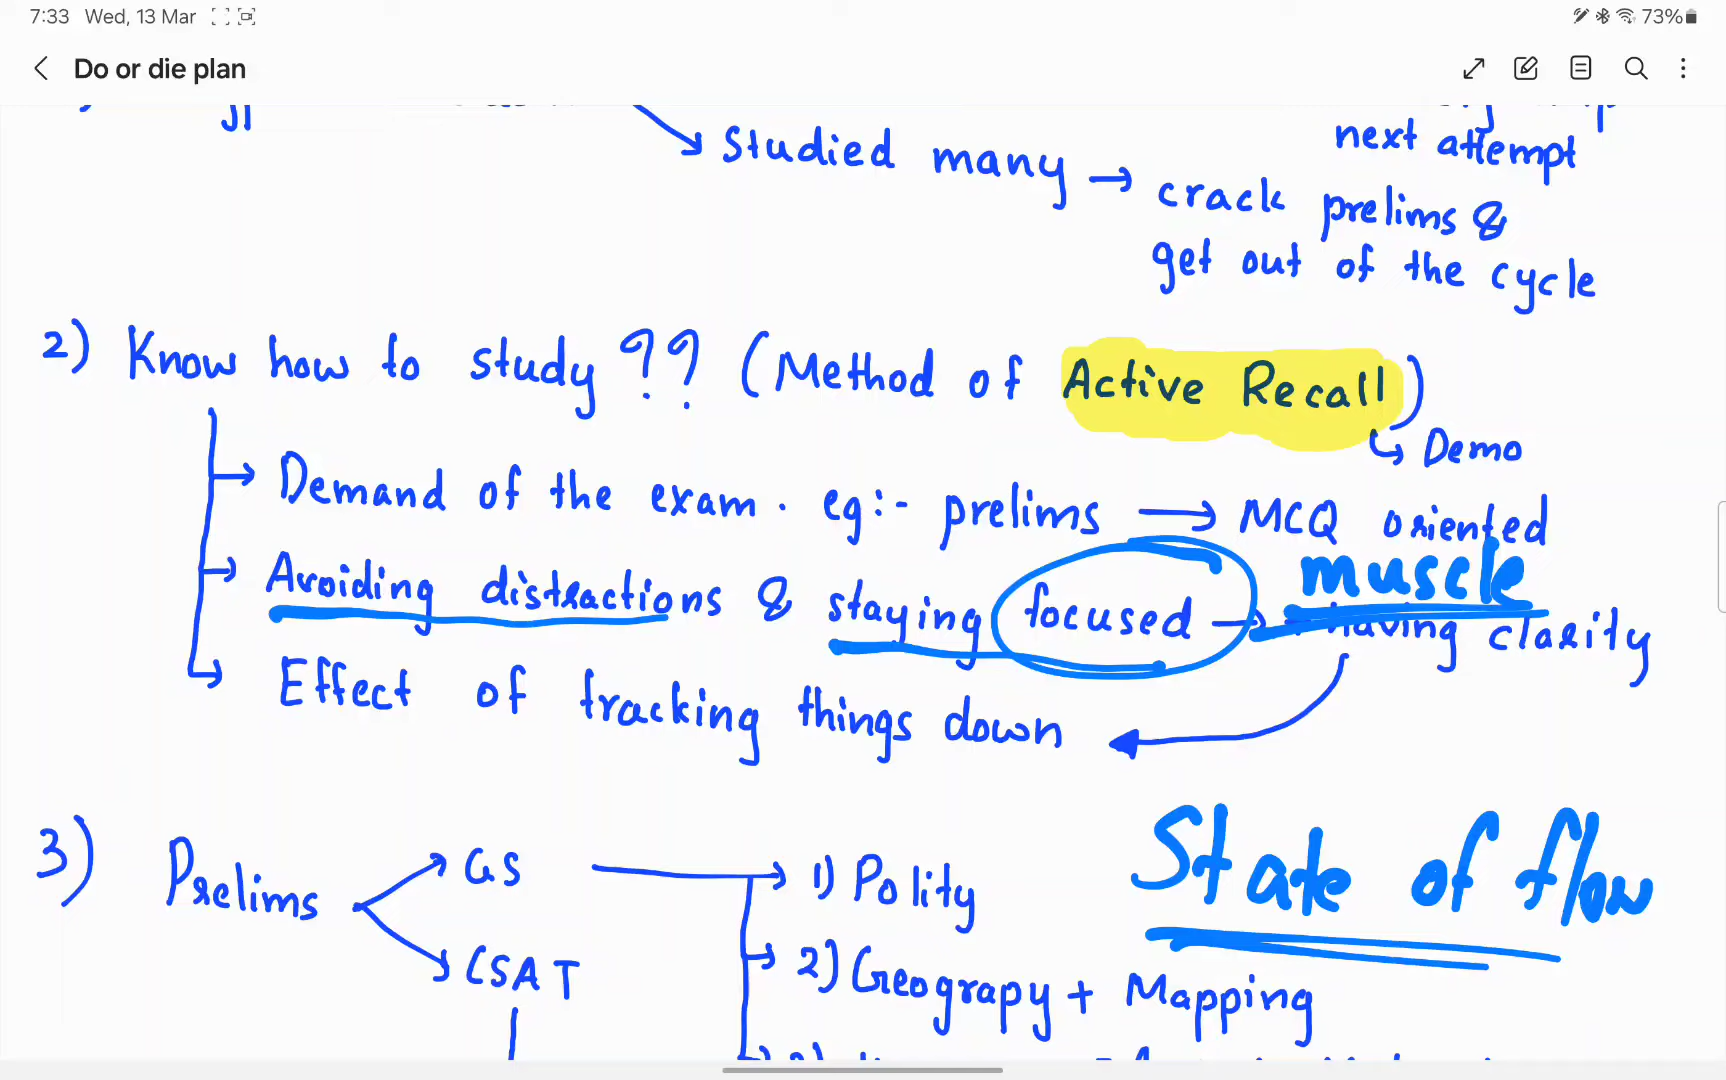 7:33 Wed, 13 Mar
73%
Do or die plan
next attempt
Studied many → crack prelims &
get out of the cycle
2) Know how to study ?? (Method of Active Recall)
↳ Demo
→ Demand of the exam. eg:- prelims → MCQ oriented
muscle
→ Avoiding distractions & staying focused → having clarity
→ Effect of tracking things down
State of flow
3) Prelims
GS → 1) Polity
CSAT
2) Geograpy + Mapping